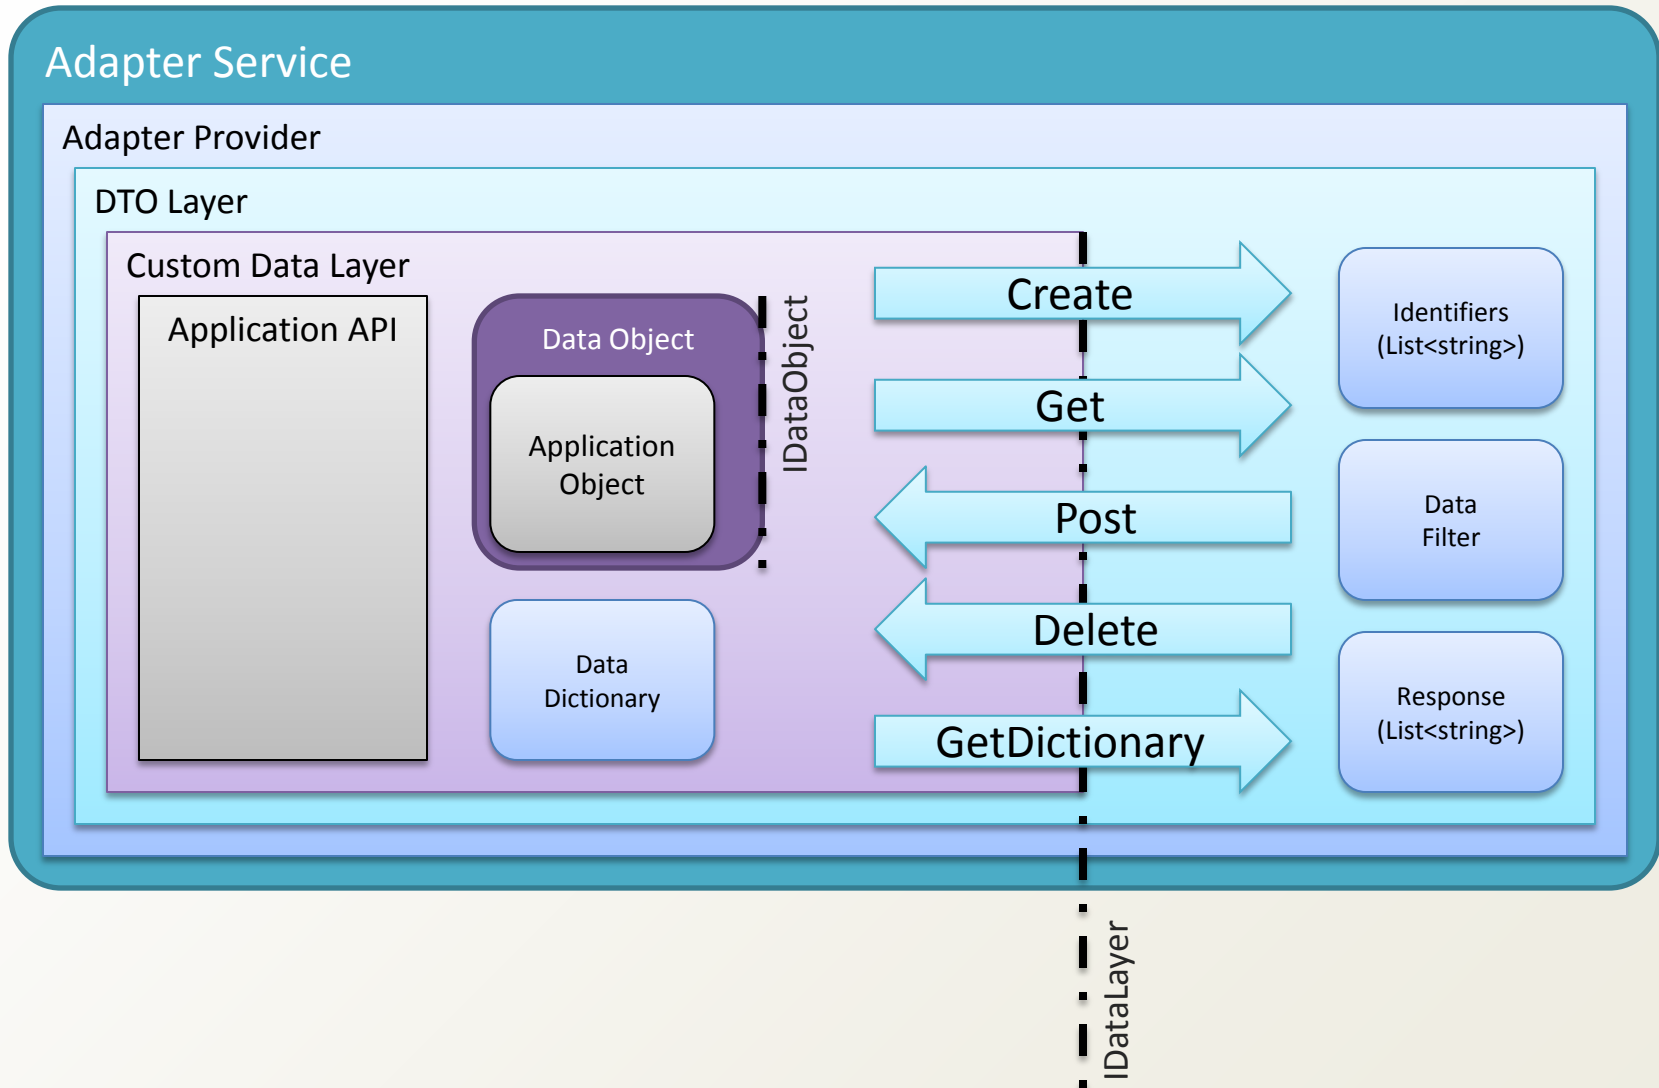 Adapter Service
Adapter Provider
DTO Layer
Custom Data Layer
Application API
Data Object
Application
Object
IDataObject
Data
Dictionary
Create
Get
Post
Delete
GetDictionary
Identifiers
(List<string>)
Data
Filter
Response
(List<string>)
IDataLayer